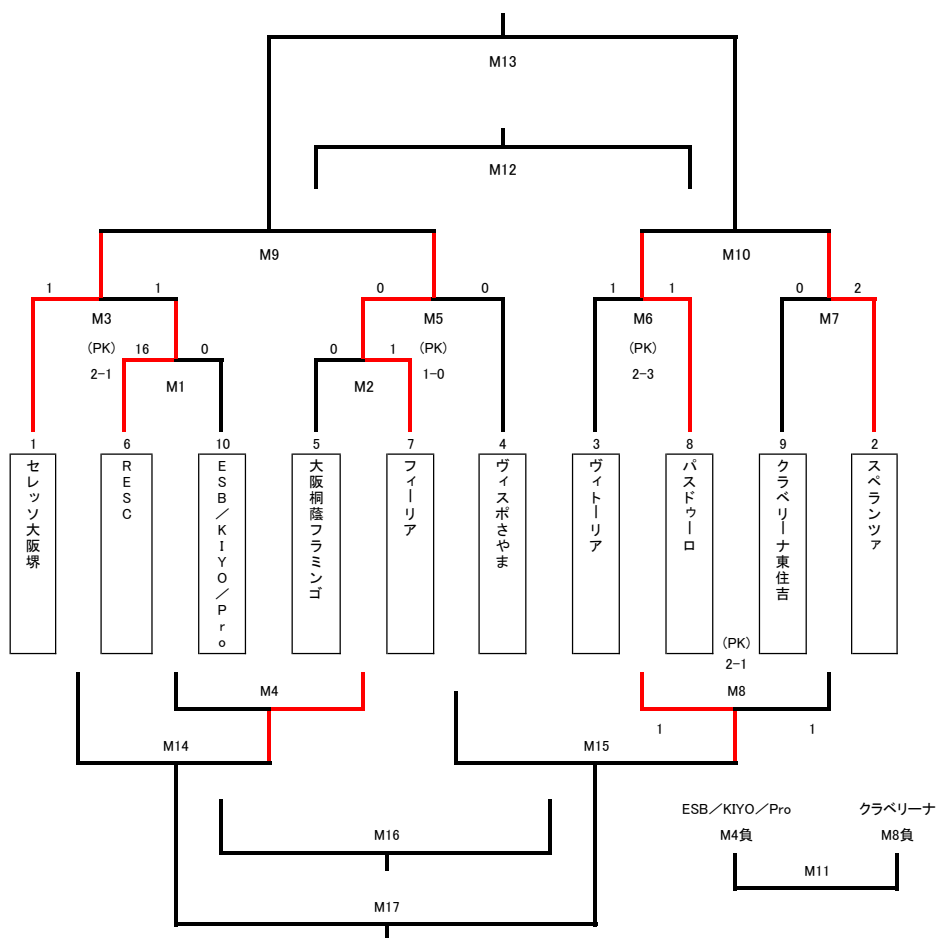 M13
M12
M9
M10
1 1 0 0 1 1 0 2
M3 M5 M6 M7
(PK) 16 0 0 1 (PK) (PK)
2-1 1-0 2-3
M1 M2
1 6 10 5 7 4 3 8 9 2
セレッソ大阪堺
RESC
ESB／KIYO／Pro
大阪桐蔭フラミンゴ
フィーリア
ヴィスポさやま
ヴィトーリア
パスドゥーロ
クラベリーナ東住吉
スペランツァ
(PK)
2-1
M4 M8
1 1
M14 M15
ESB／KIYO／Pro クラベリーナ
M16 M4負 M8負
M11
M17